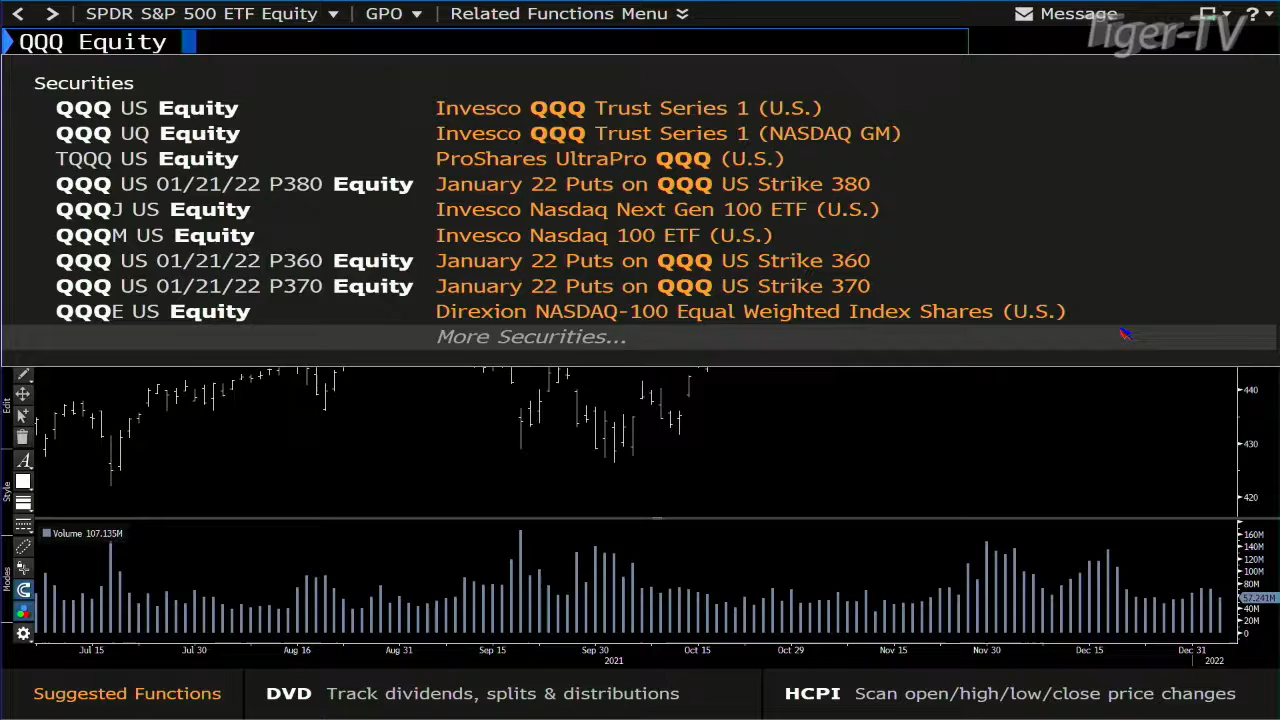 SPDR S&P 500 ETF Equity GPO Related Functions Menu Message ?
Tiger-TV
QQQ Equity
Securities
QQQ US Equity Invesco QQQ Trust Series 1 (U.S.)
QQQ UQ Equity Invesco QQQ Trust Series 1 (NASDAQ GM)
TQQQ US Equity ProShares UltraPro QQQ (U.S.)
QQQ US 01/21/22 P380 Equity January 22 Puts on QQQ US Strike 380
QQQJ US Equity Invesco Nasdaq Next Gen 100 ETF (U.S.)
QQQM US Equity Invesco Nasdaq 100 ETF (U.S.)
QQQ US 01/21/22 P360 Equity January 22 Puts on QQQ US Strike 360
QQQ US 01/21/22 P370 Equity January 22 Puts on QQQ US Strike 370
QQQE US Equity Direxion NASDAQ-100 Equal Weighted Index Shares (U.S.)
More Securities...
Edit
440
430
A
Style
420
Volume 107.135M
160M
140M
120M
100M
Modes
80M
57.241M
40M
20M
0
Jul 15 Jul 30 Aug 16 Aug 31 Sep 15 Sep 30 Oct 15 Oct 29 Nov 15 Nov 30 Dec 15 Dec 31
2021 2022
Suggested Functions DVD Track dividends, splits & distributions HCPI Scan open/high/low/close price changes